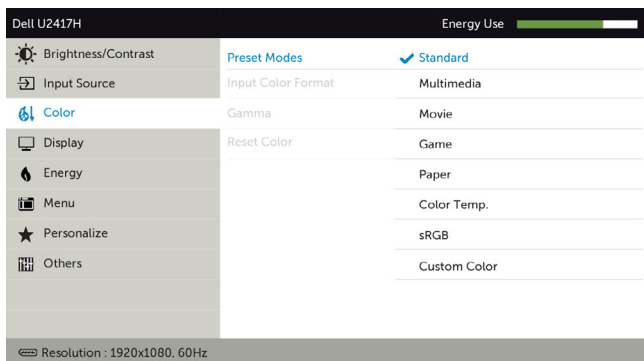 Dell U2417H
Energy Use
Brightness/Contrast
Input Source
Color
Display
Energy
Menu
Personalize
Others
Preset Modes
Input Color Format
Gamma
Reset Color
Standard
Multimedia
Movie
Game
Paper
Color Temp.
sRGB
Custom Color
Resolution : 1920x1080, 60Hz